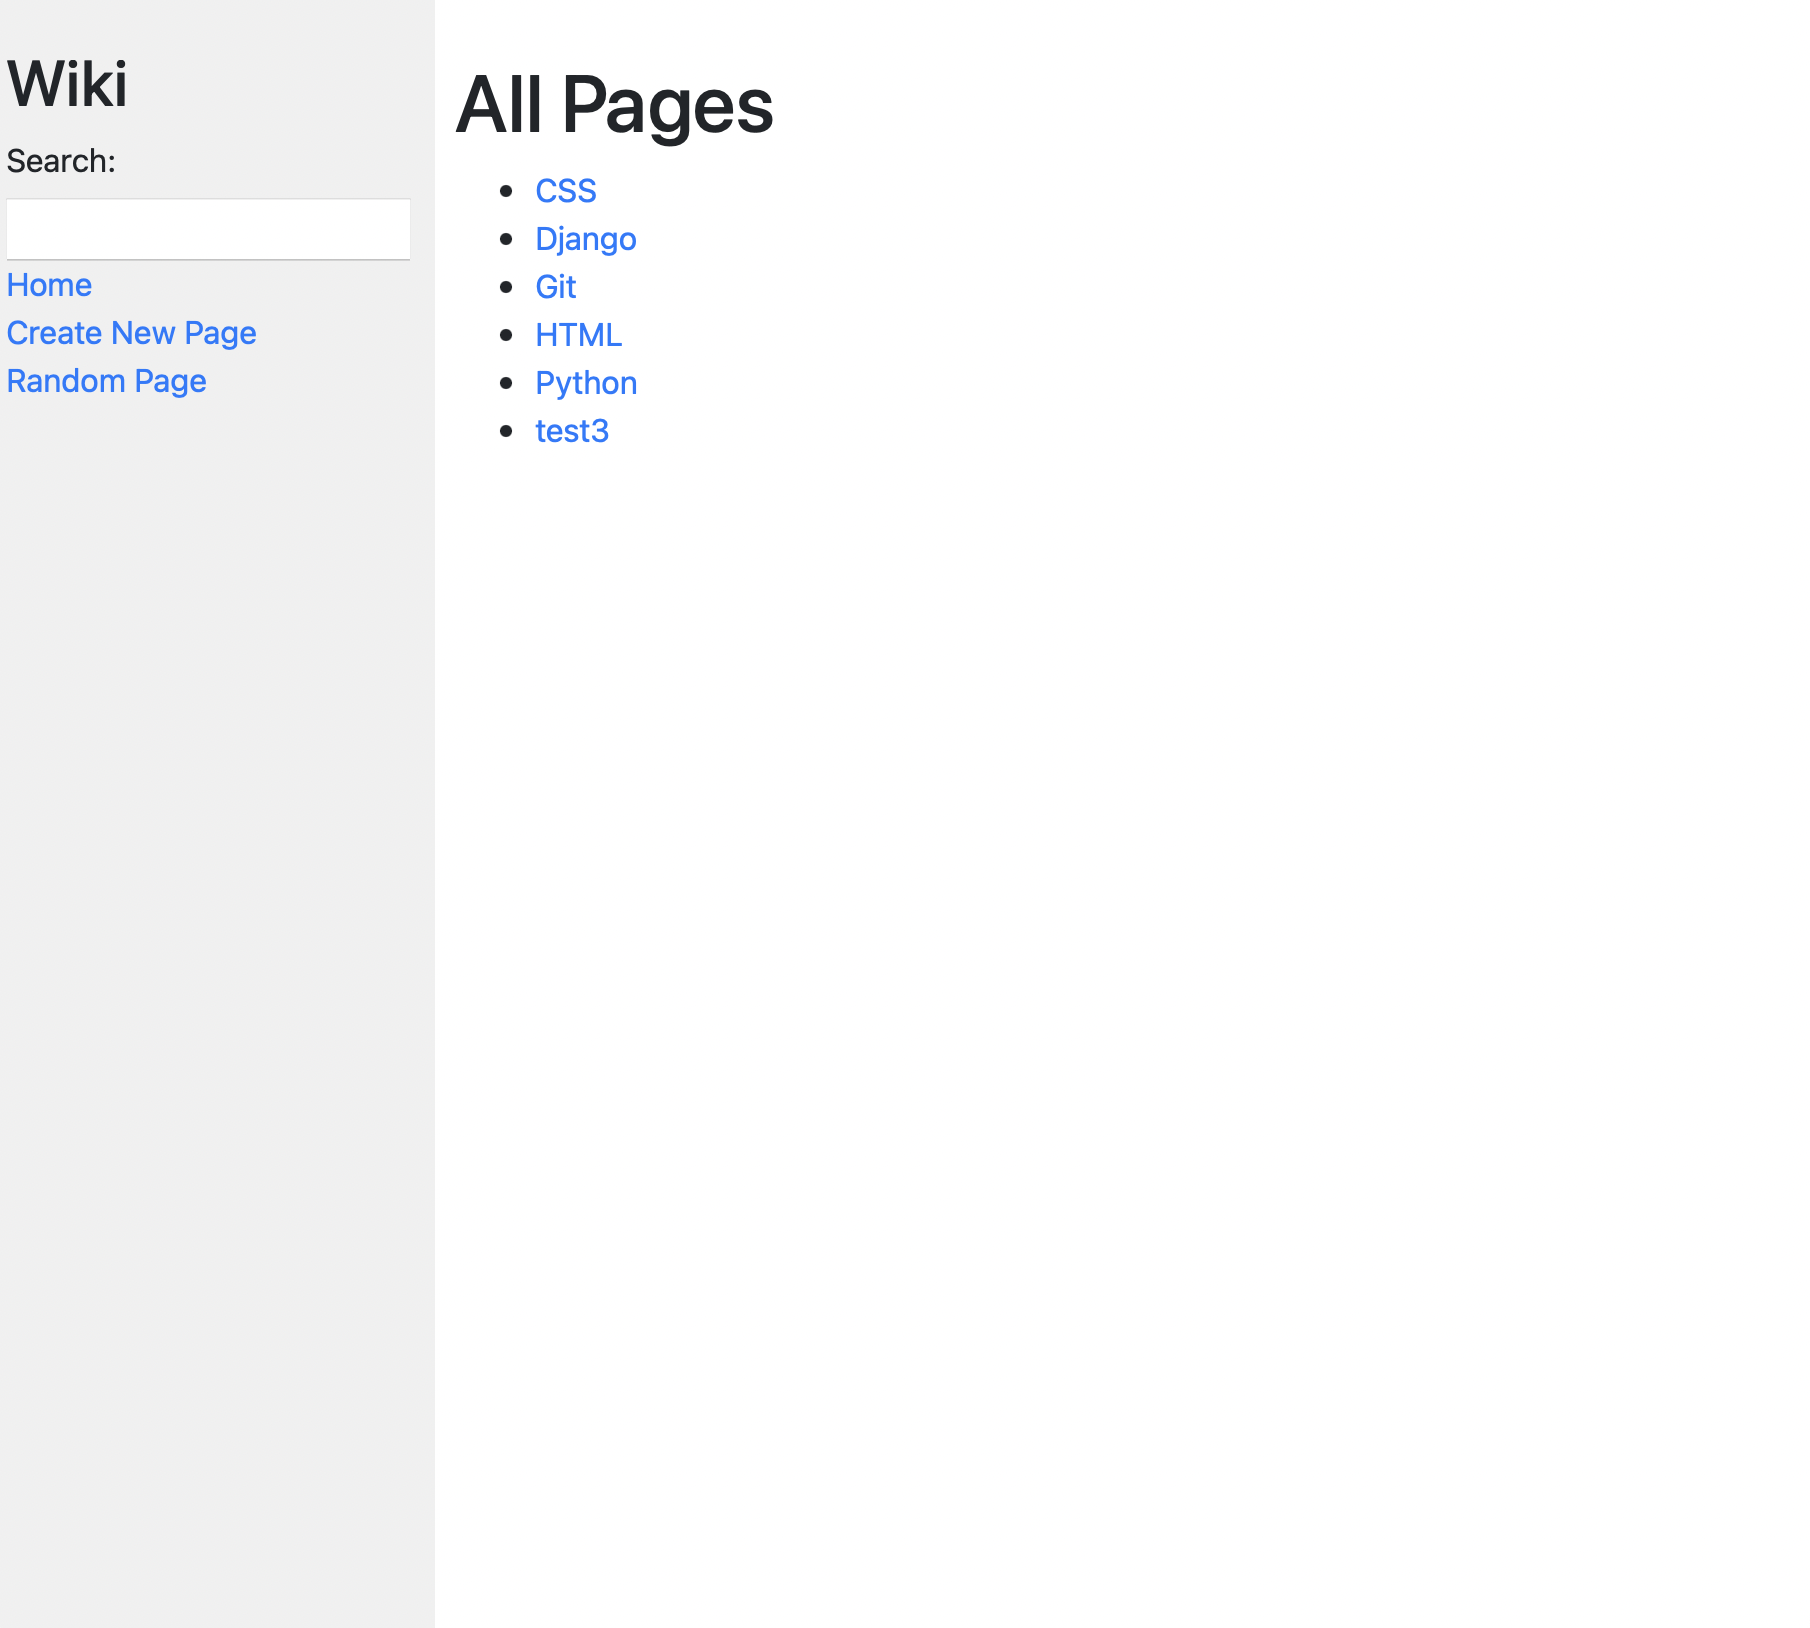 Wiki
Search:
Home
Create New Page
Random Page
All Pages
CSS
Django
Git
HTML
Python
test3